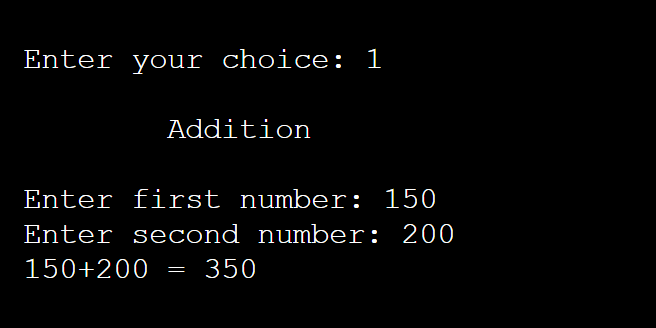 Enter your choice: 1
Addition
Enter first number: 150
Enter second number: 200
150+200 = 350